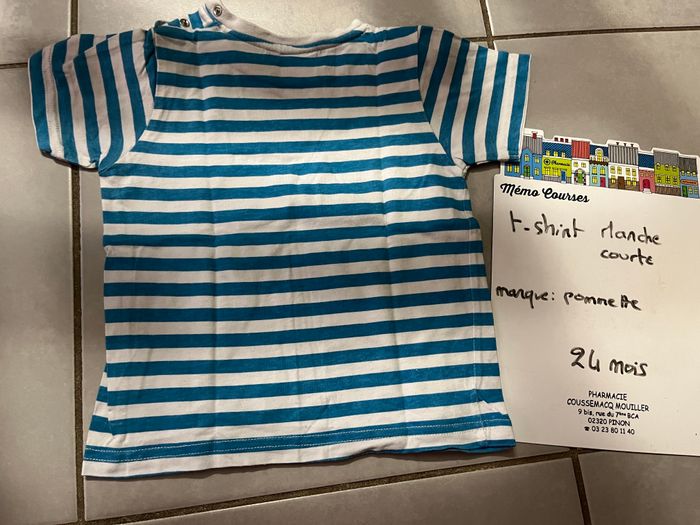 Pharmacie
Mémo Courses
t-shirt manche
courte
marque: pommette
24 mois
PHARMACIE
COUSSEMACQ MOUILLER
9 bis, rue du 7ème BCA
02320 PINON
☎ 03 23 80 11 40